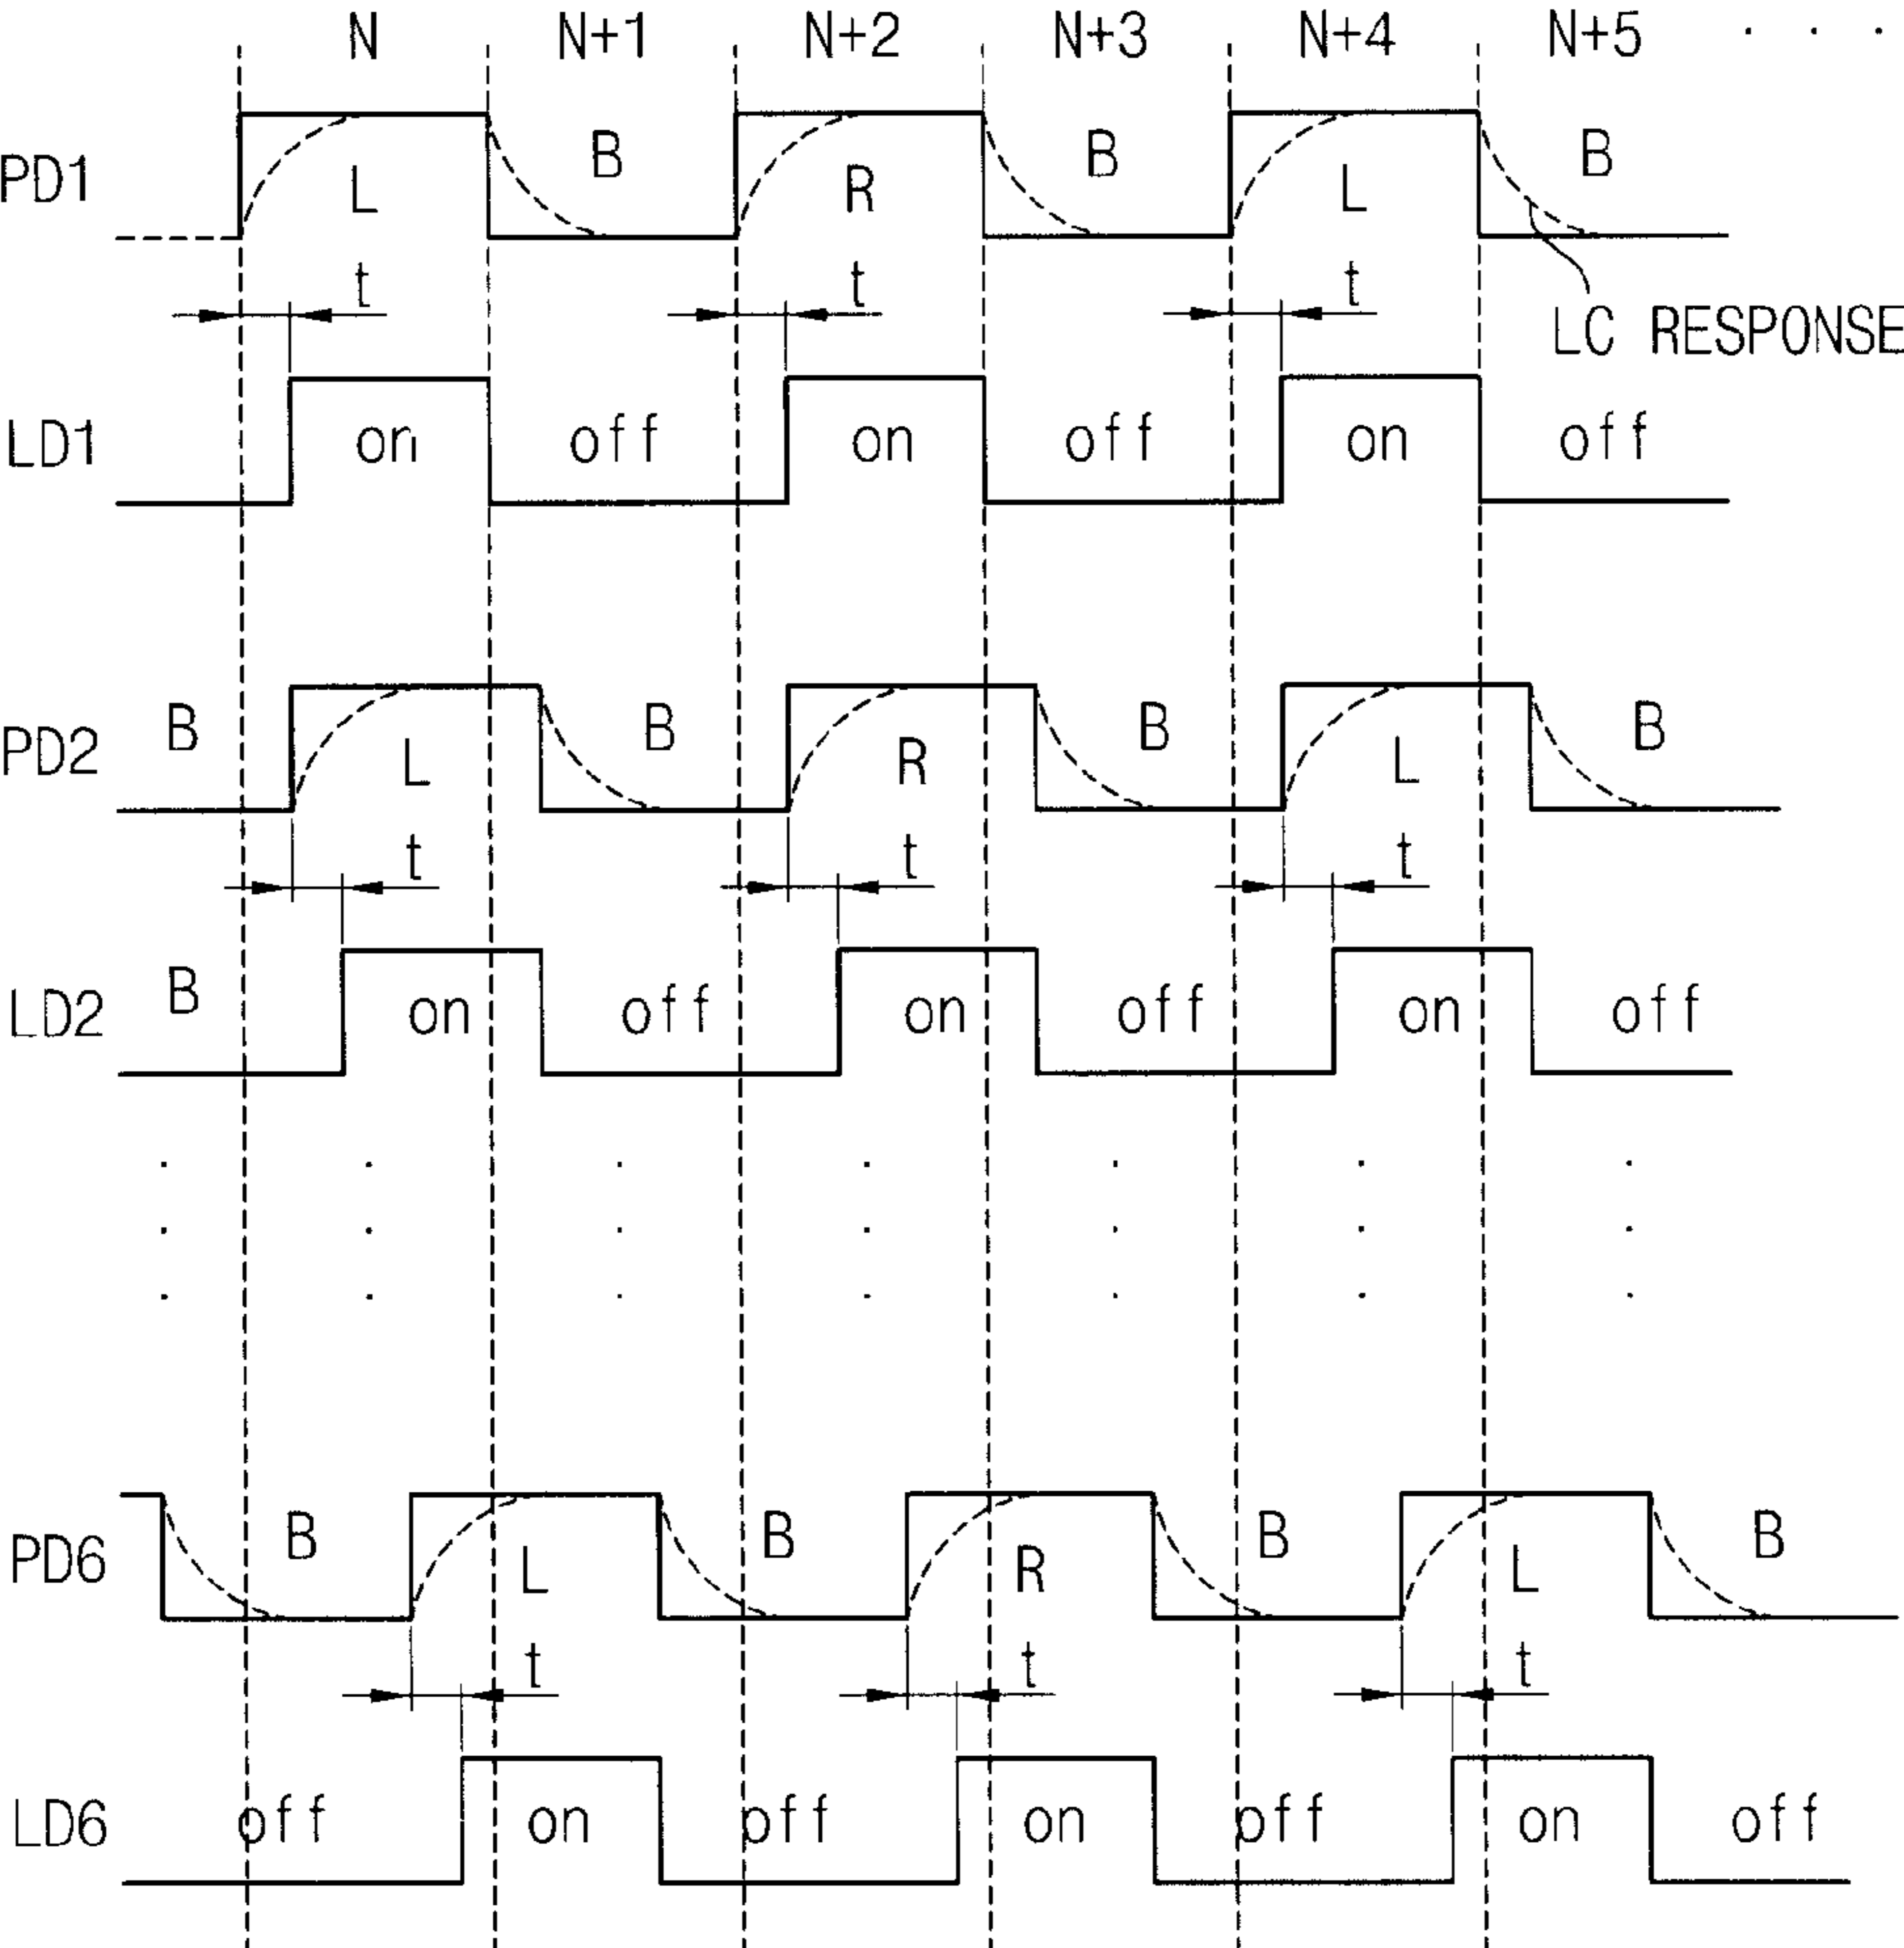 N N+1 N+2 N+3 N+4 N+5 . . .
PD1 L B R B L B
t t t
LC RESPONSE
LD1 on off on off on off
PD2 B L B R B L B
t t t
LD2 B on off on off on off
PD6 B L B R B L B
t t t
LD6 off on off on off on off